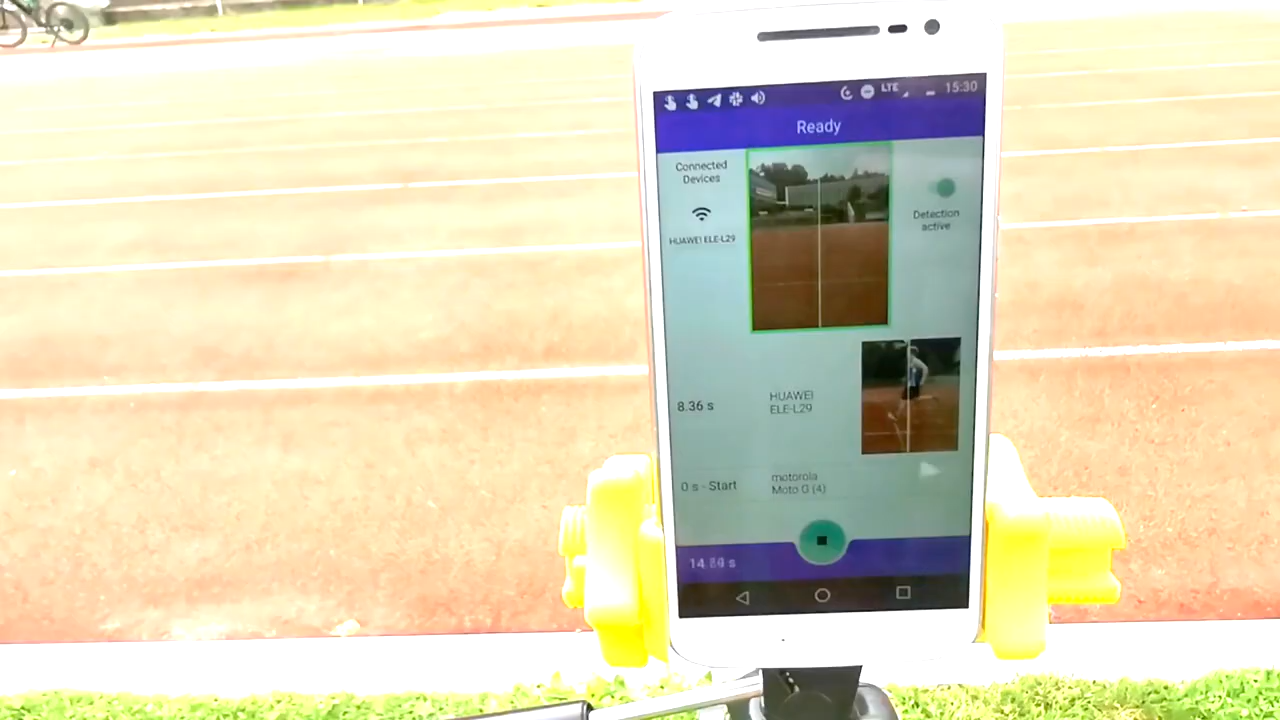 LTE 15:30
Ready
Connected
Devices
HUAWEI ELE-L29
Detection
active
8.36 s
HUAWEI
ELE-L29
0 s - Start
motorola
Moto G (4)
s